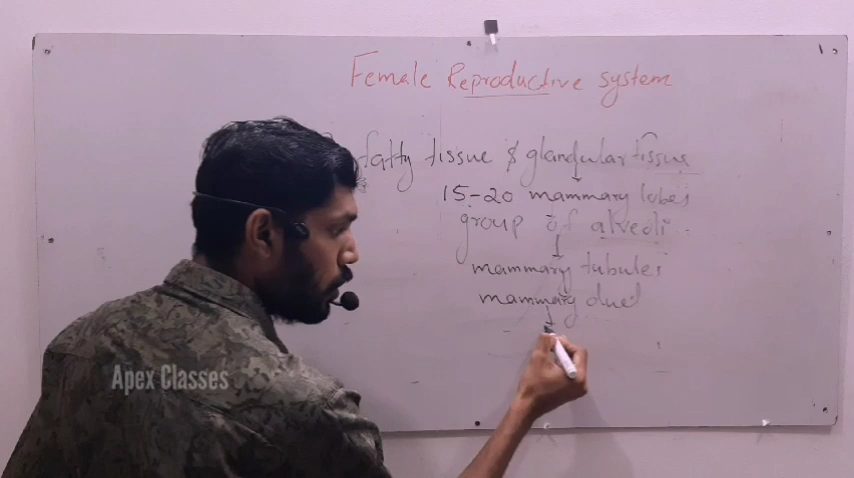 Female Reproductive system
fatty tissue & glandular tissue
15-20 mammary lobes
group of alveoli
mammary tubules
mammary duct
Apex Classes